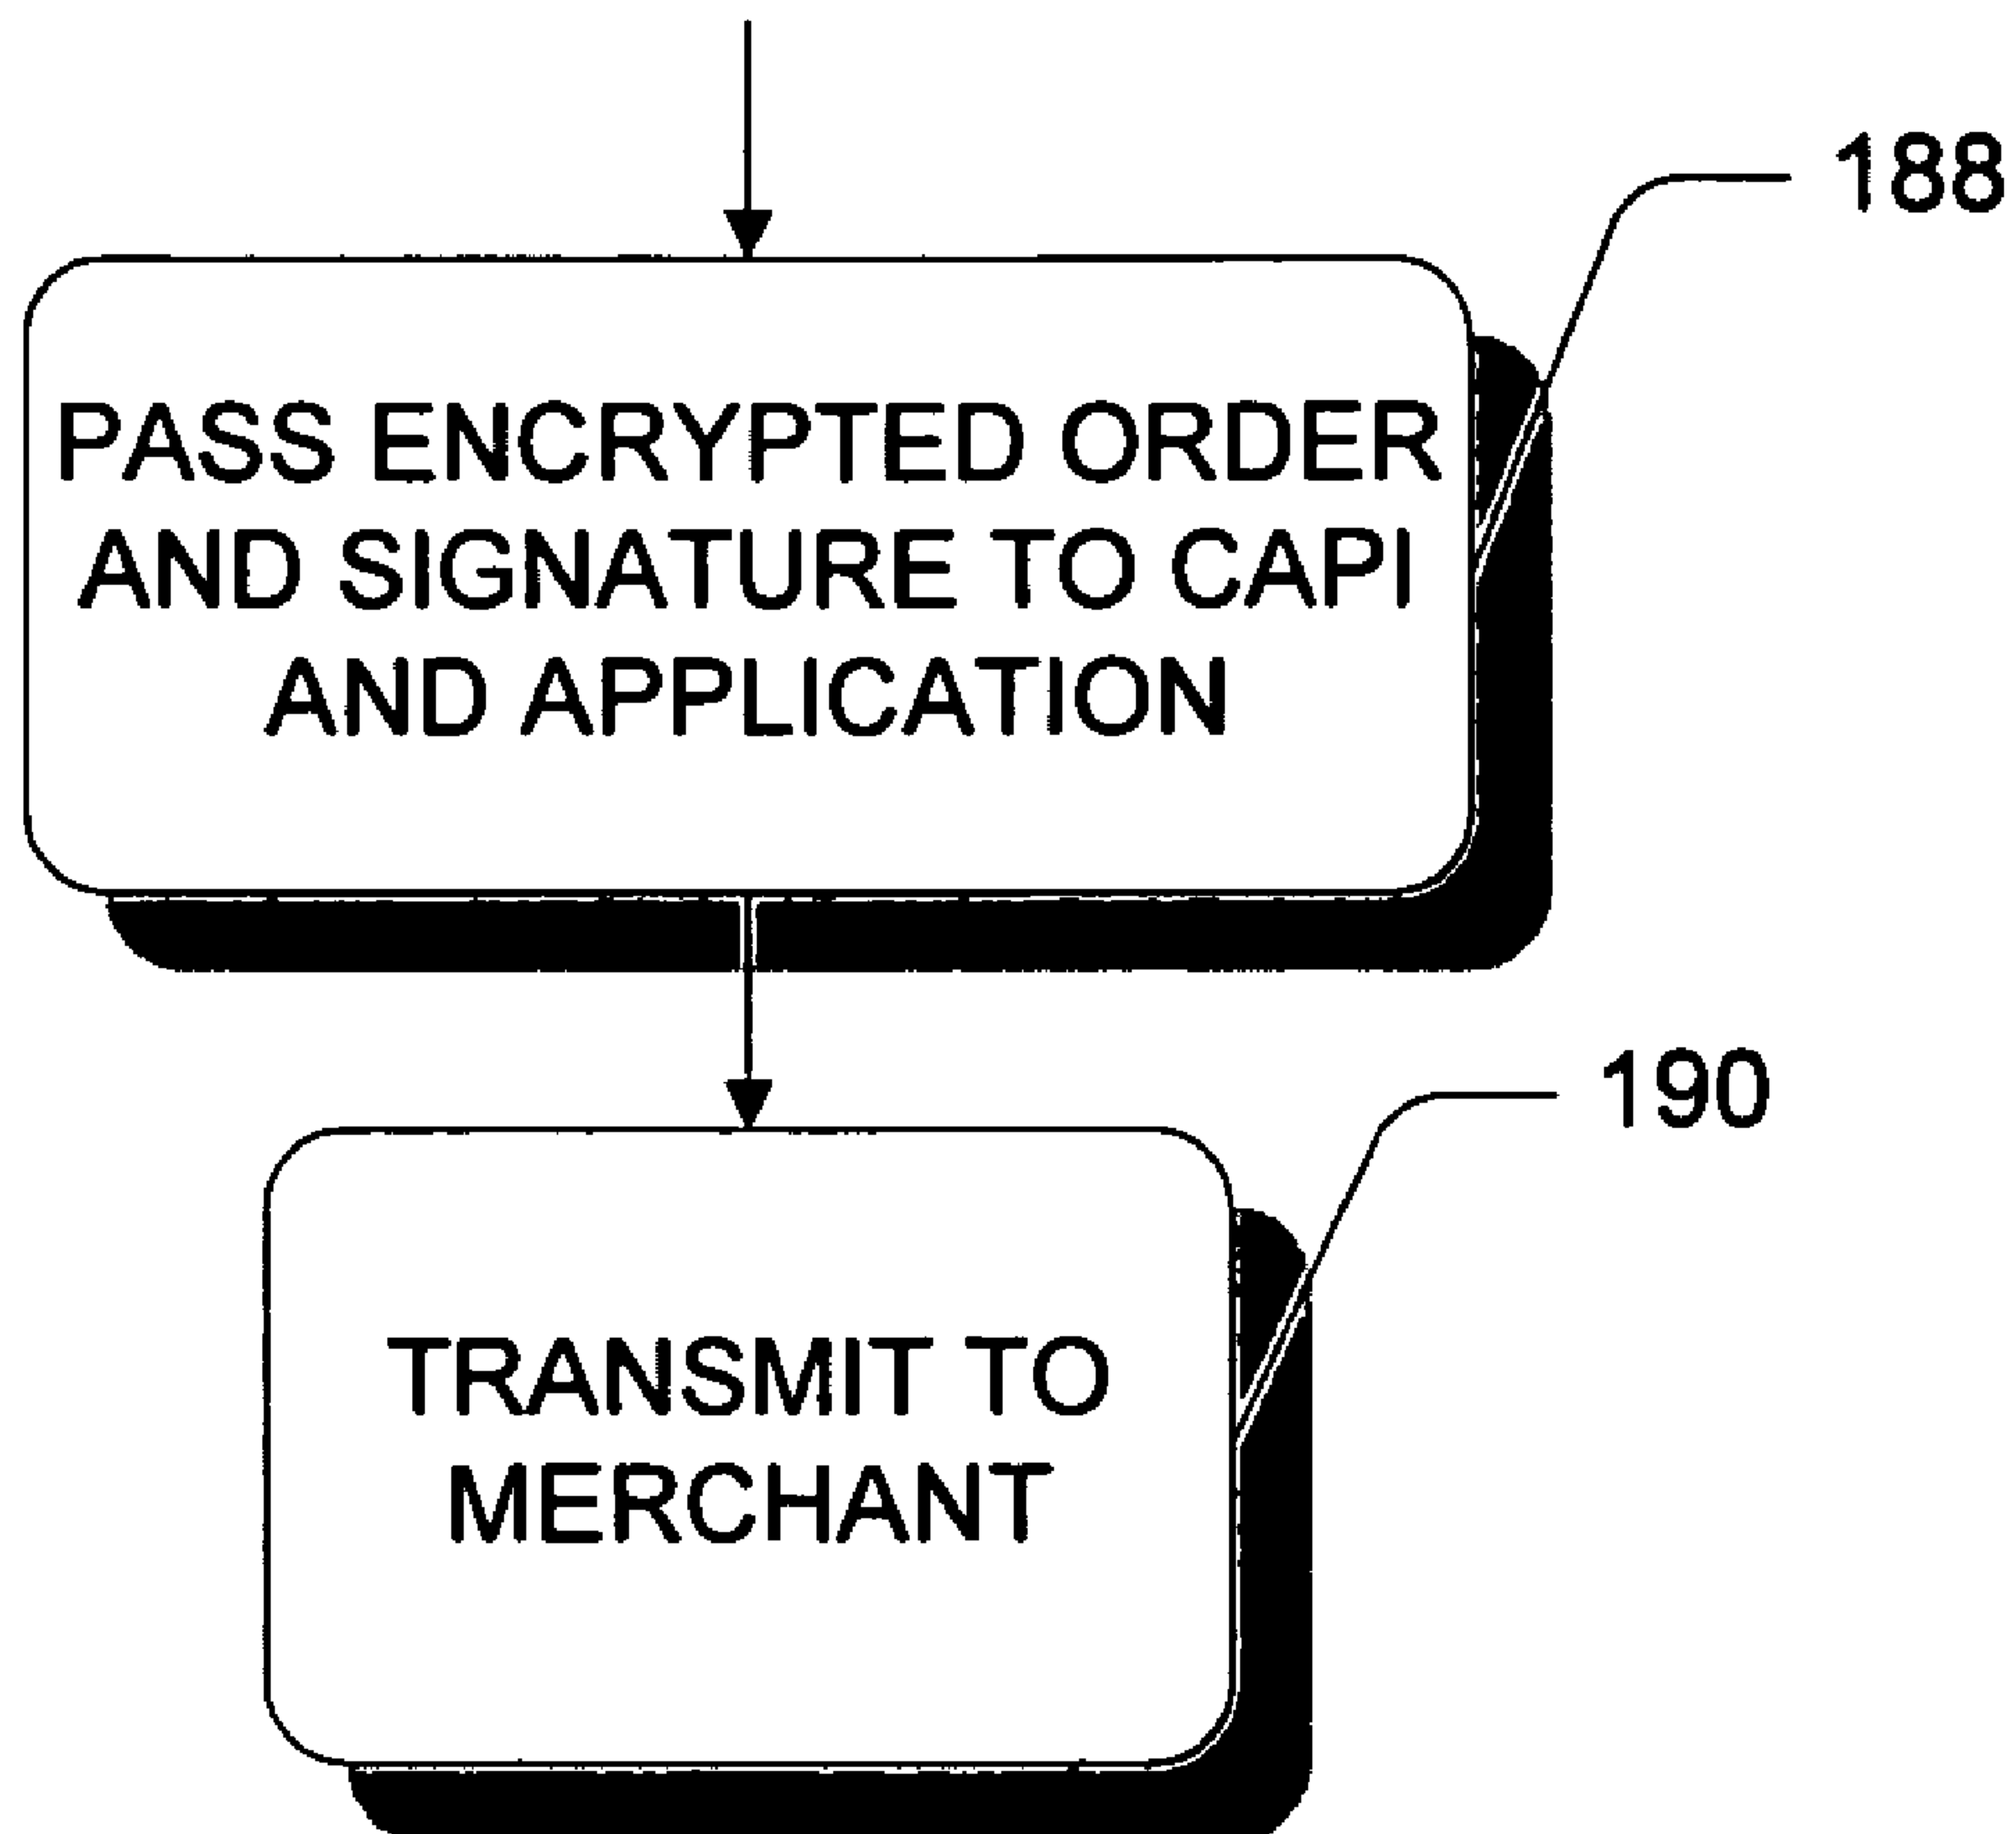 188
PASS ENCRYPTED ORDER
AND SIGNATURE TO CAPI
AND APPLICATION
190
TRANSMIT TO
MERCHANT